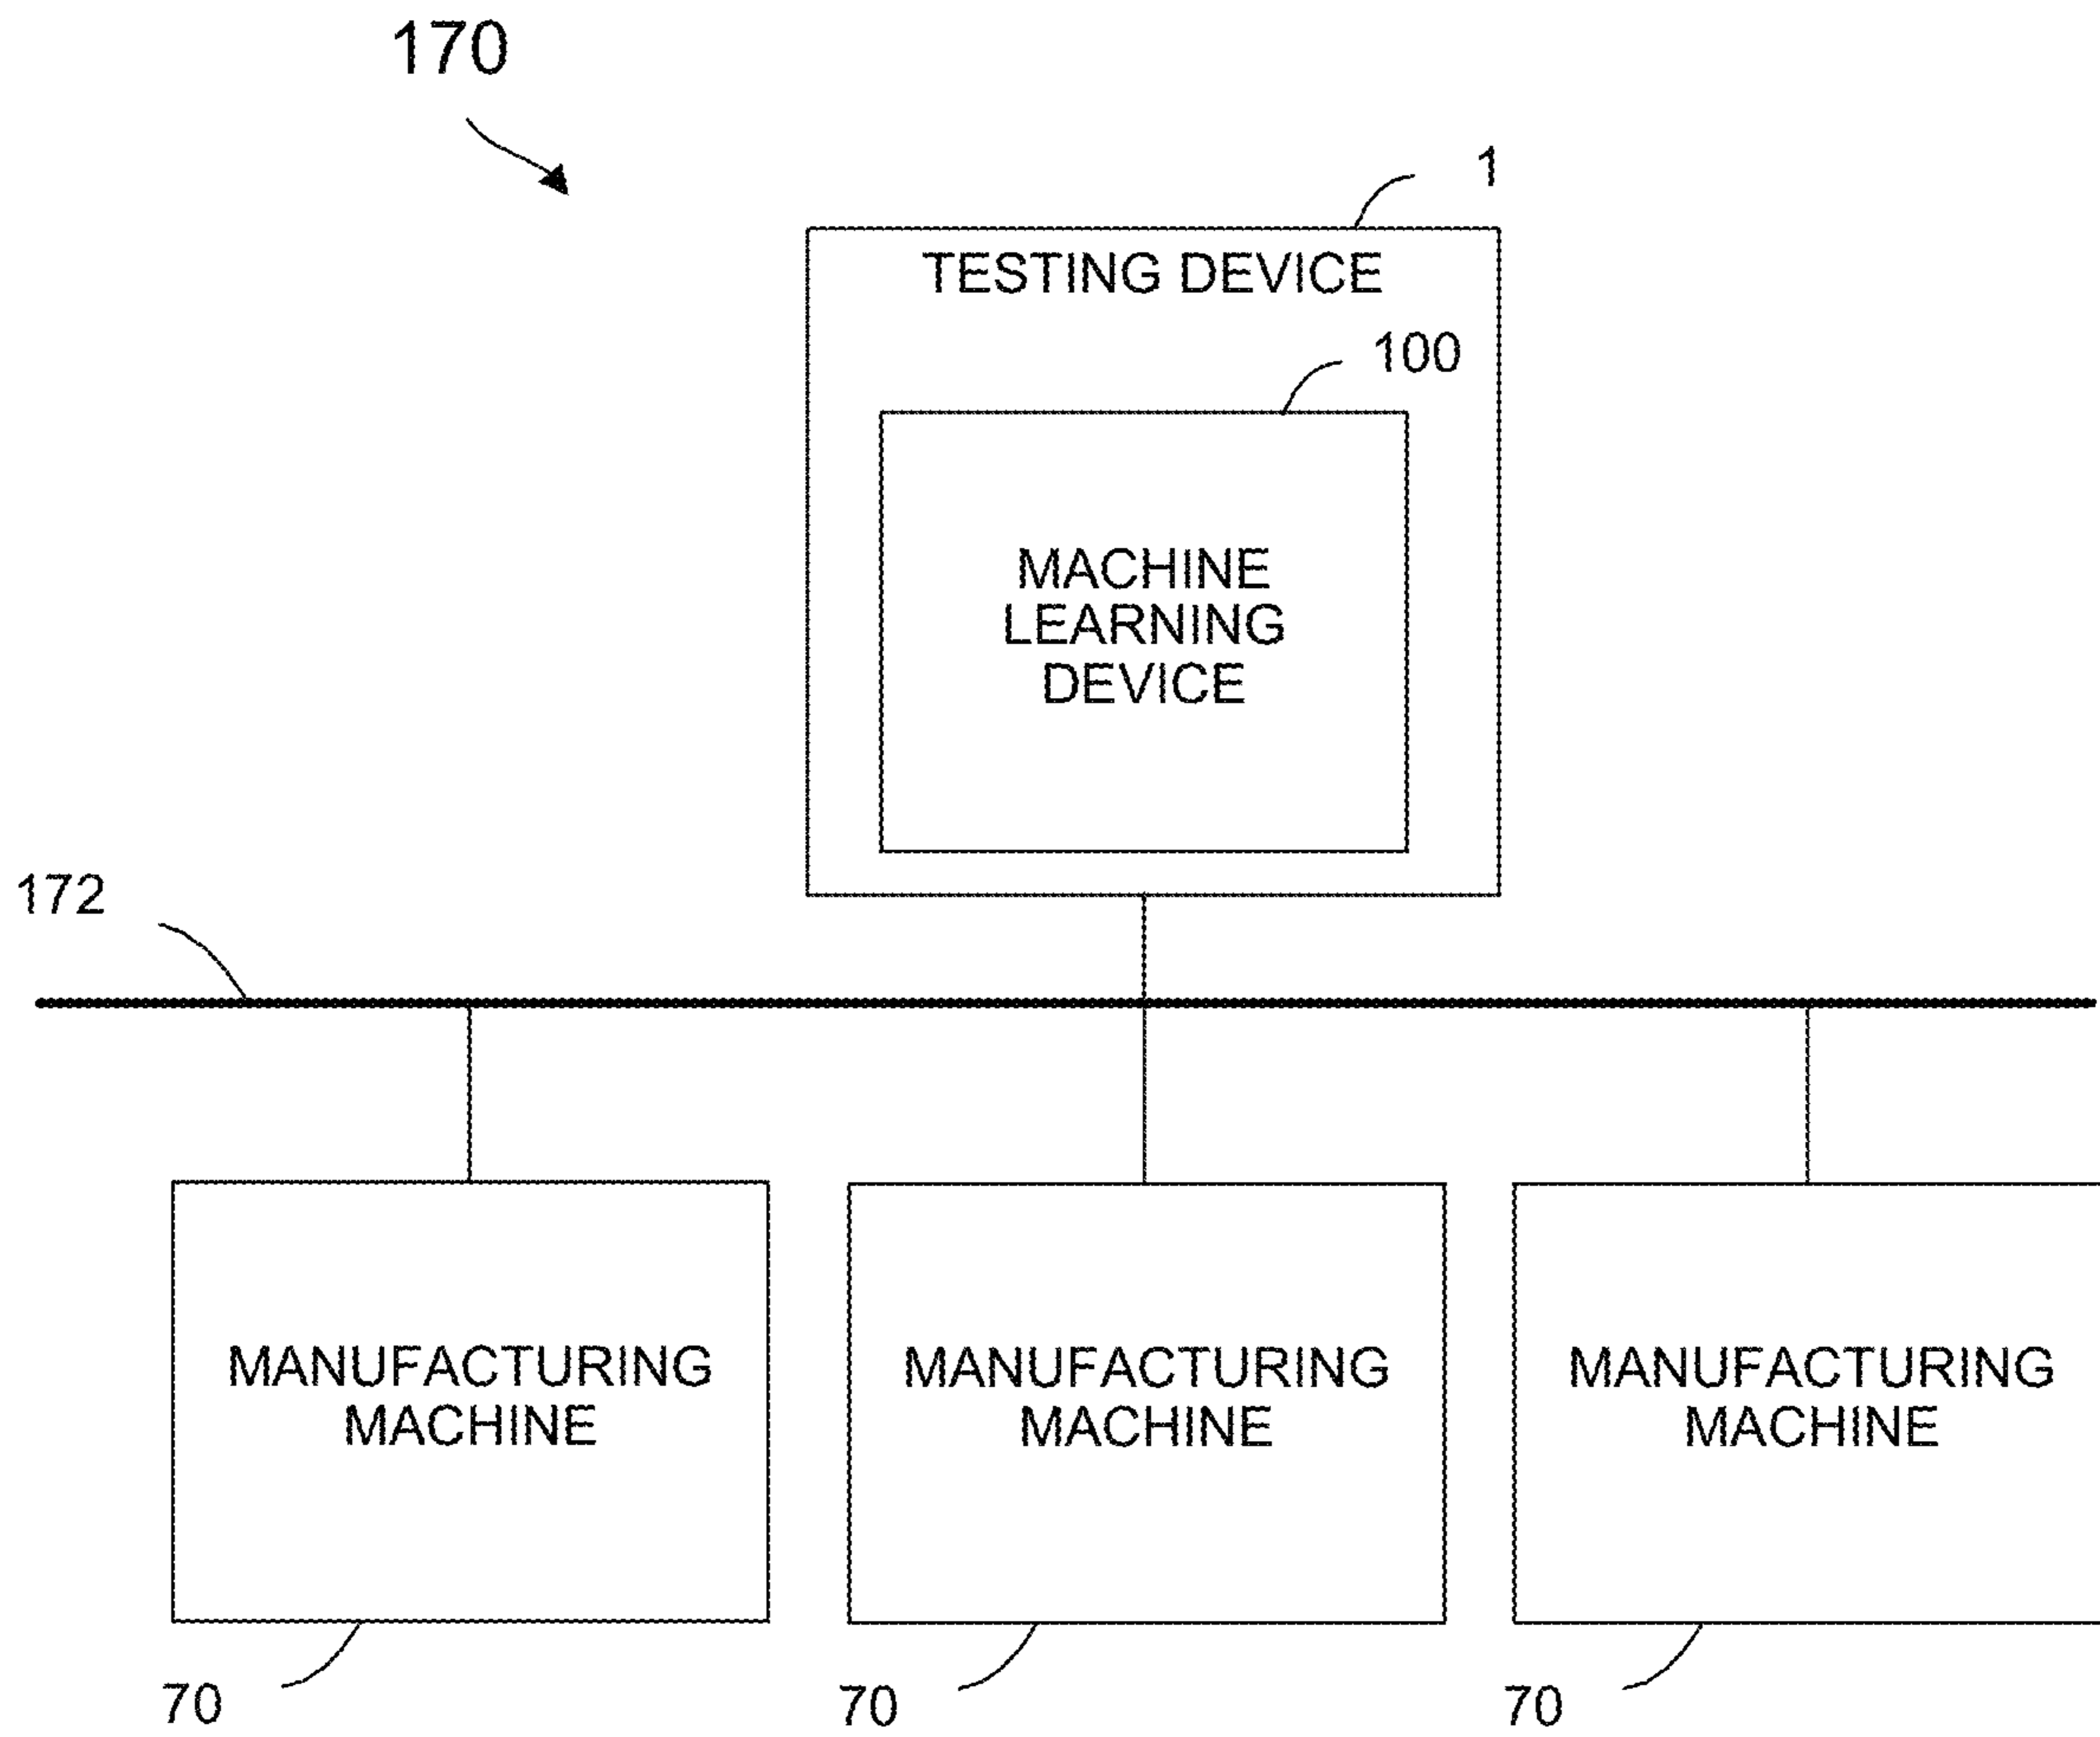 170
1
TESTING DEVICE
100
MACHINE
LEARNING
DEVICE
172
MANUFACTURING
MACHINE
MANUFACTURING
MACHINE
MANUFACTURING
MACHINE
70
70
70